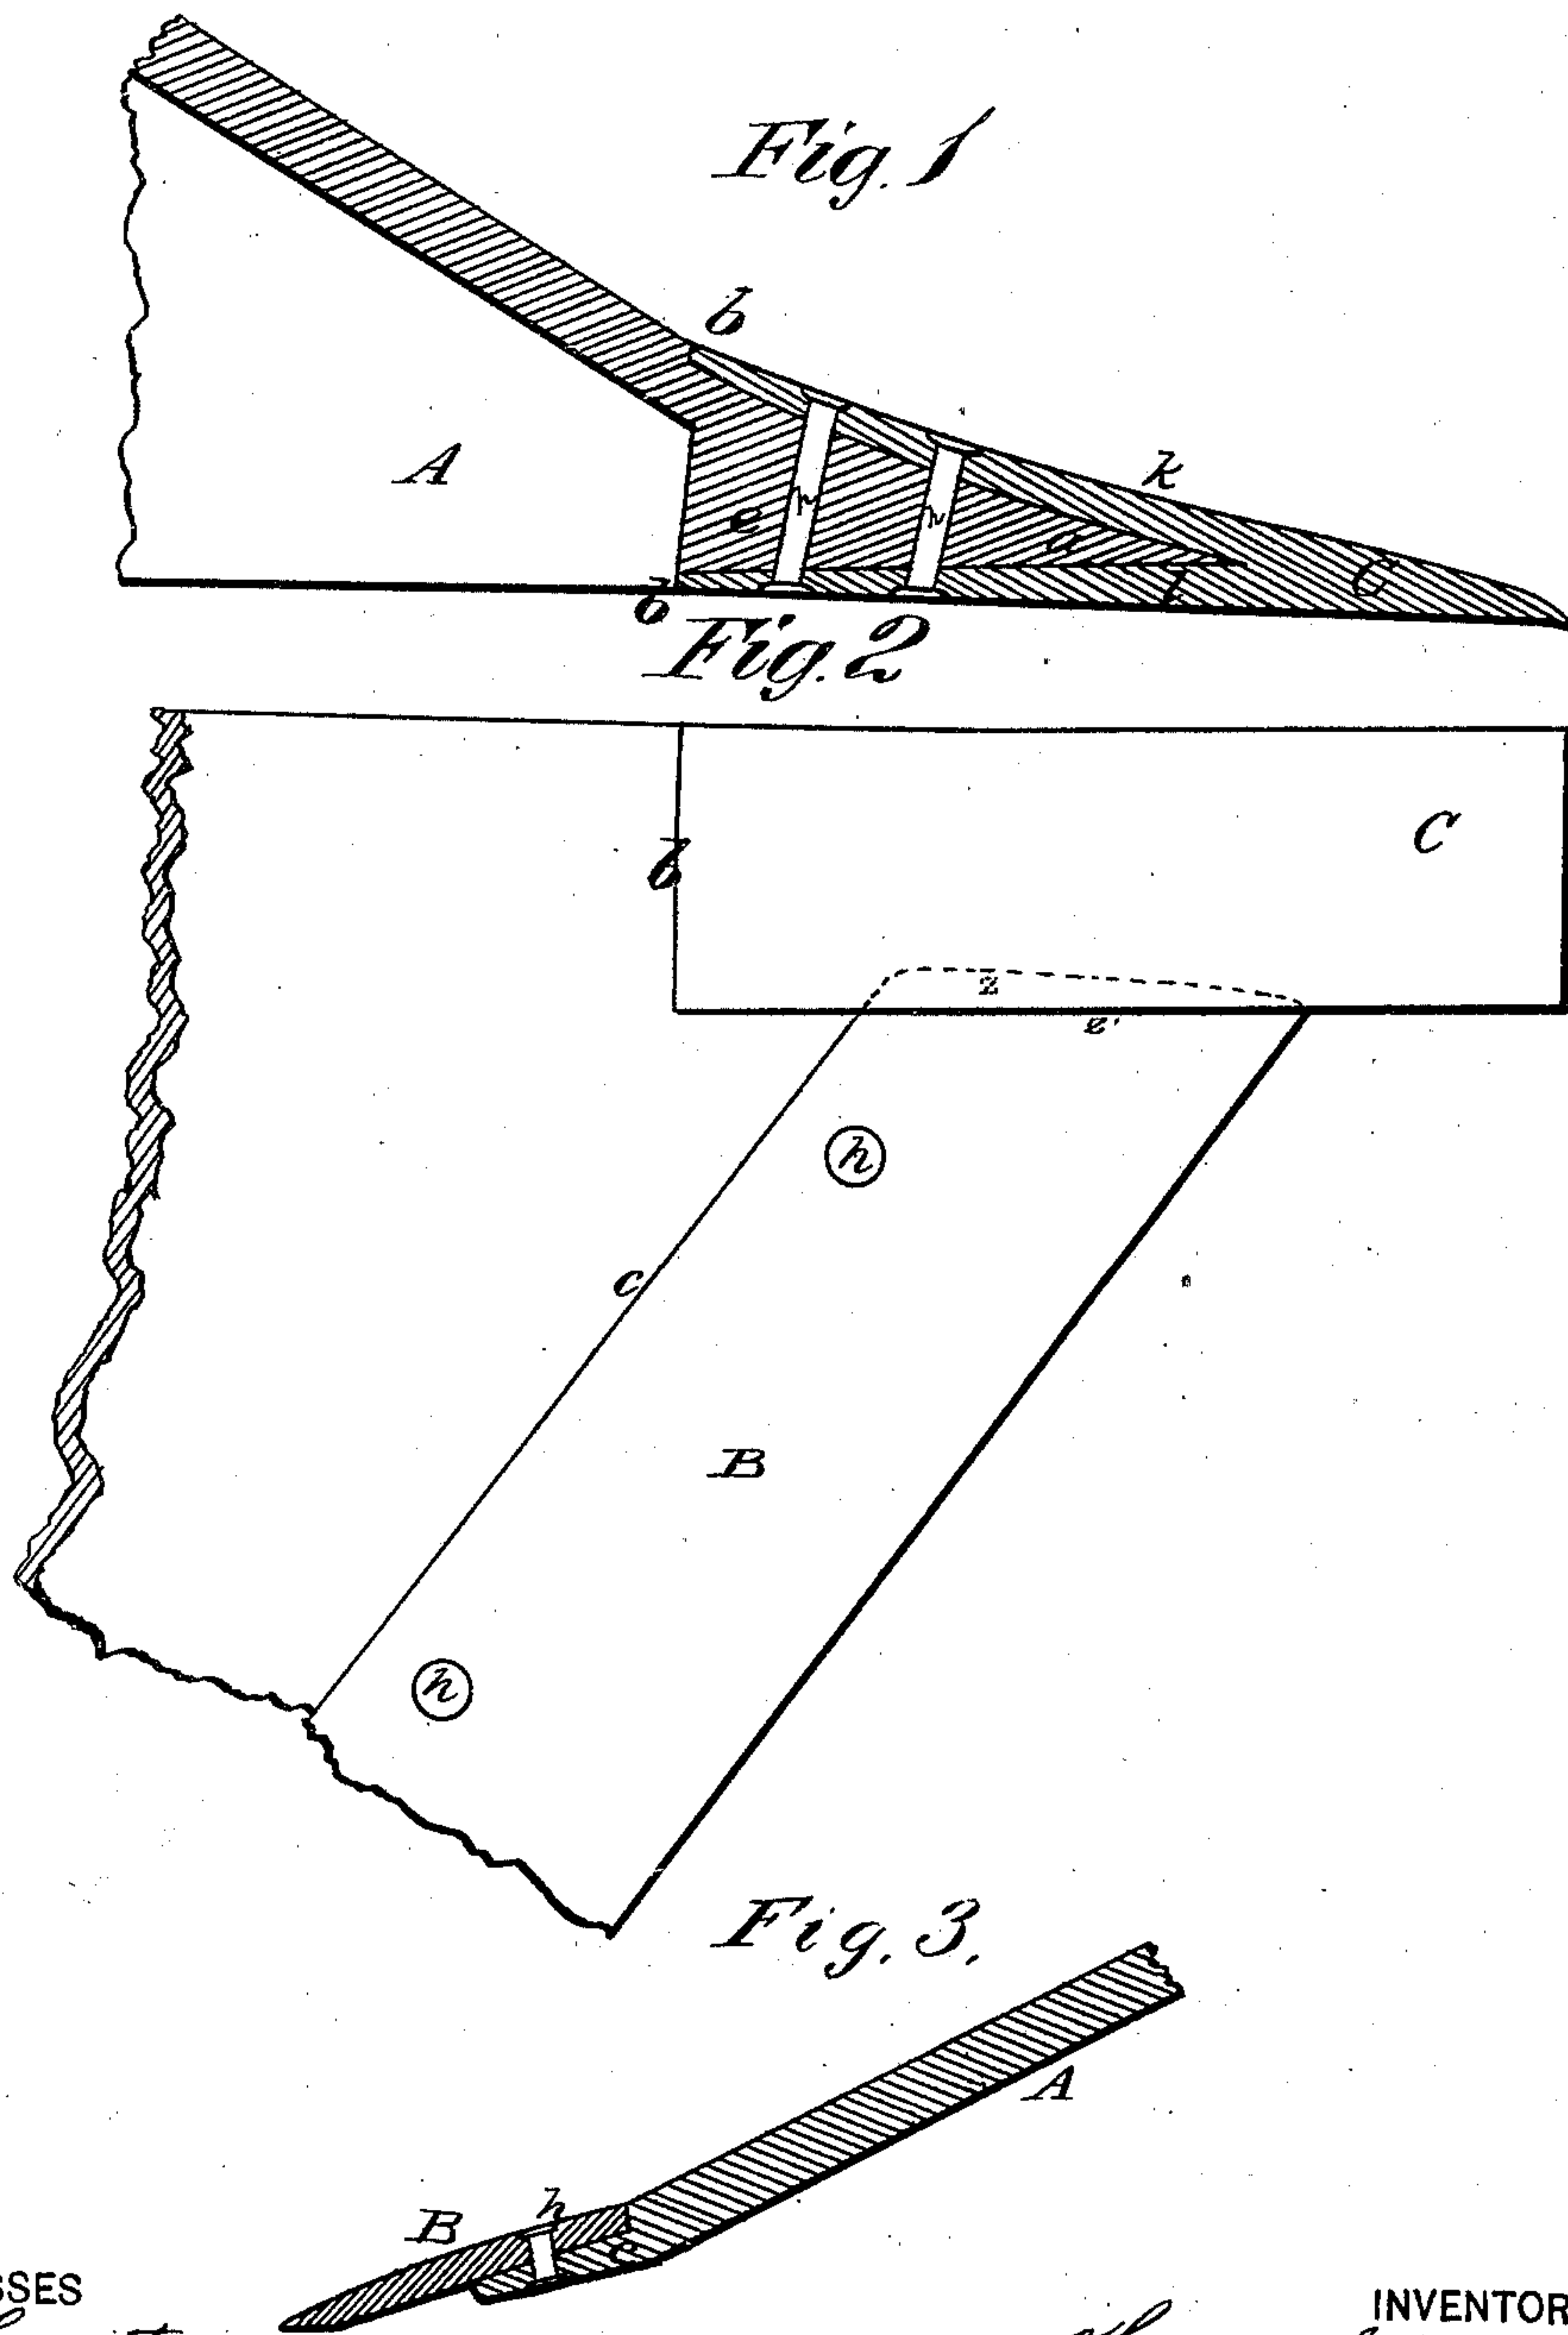 Fig. 1
b
A
k
e
a
l
C
b
Fig. 2
C
b
z
z'
h
c
B
h
Fig. 3.
A
h
B
c
SSES
INVENTOR